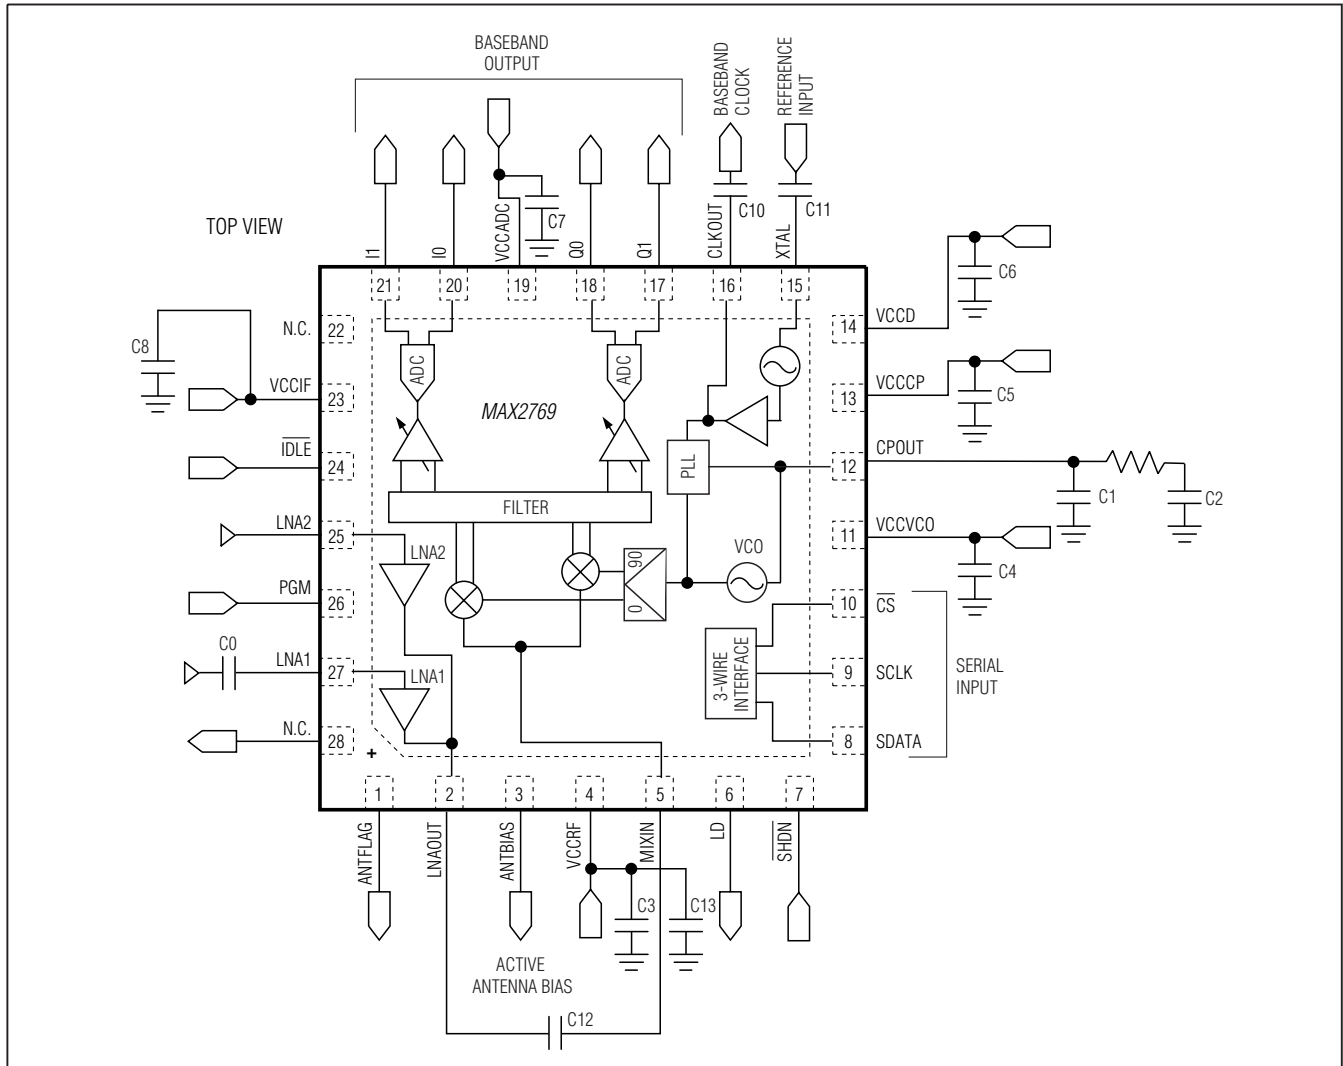 BASEBAND
OUTPUT
BASEBAND
CLOCK
REFERENCE
INPUT
TOP VIEW
I1
I0
VCCADC
C7
Q0
Q1
CLKOUT
C10
XTAL
C11
21
20
19
18
17
16
15
C6
C8
N.C.
22
VCCIF
23
IDLE
24
LNA2
25
PGM
26
C0
LNA1
27
N.C.
28
ADC
ADC
MAX2769
PLL
FILTER
LNA2
LNA1
90
0
VCO
3-WIRE
INTERFACE
14
VCCD
13
VCCCP
C5
12
CPOUT
C1
C2
11
VCCVCO
C4
10
CS
9
SCLK
8
SDATA
SERIAL
INPUT
+
1
2
3
4
5
6
7
ANTFLAG
LNAOUT
ANTBIAS
VCCRF
MIXIN
LD
SHDN
C3
C13
ACTIVE
ANTENNA BIAS
C12